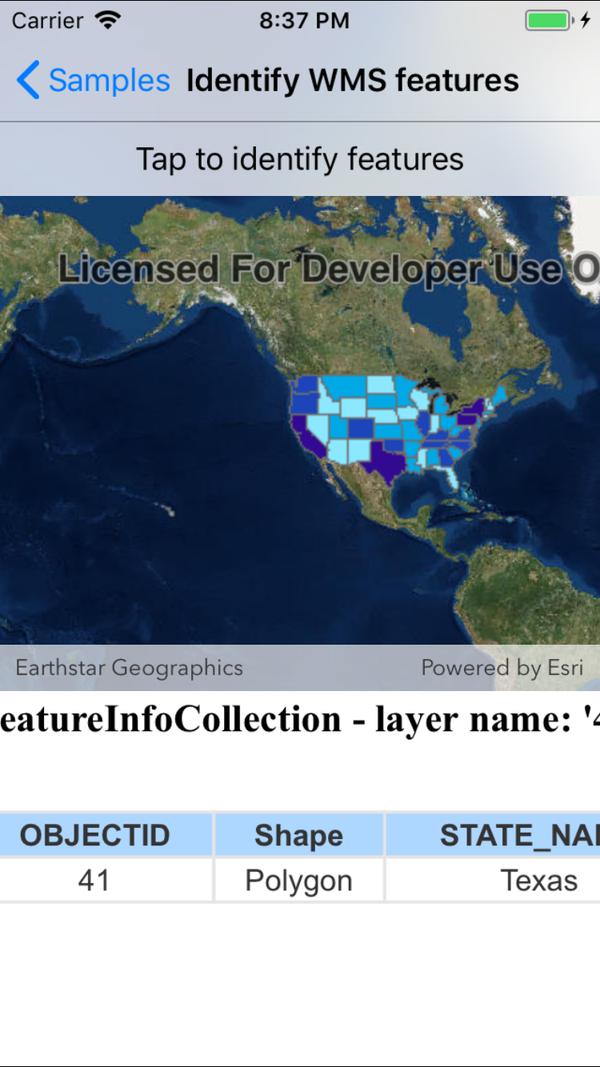 Carrier 8:37 PM
Samples Identify WMS features
Tap to identify features
Licensed For Developer Use O
Earthstar Geographics Powered by Esri
eatureInfoCollection - layer name: '4
OBJECTID Shape STATE_NA
41 Polygon Texas